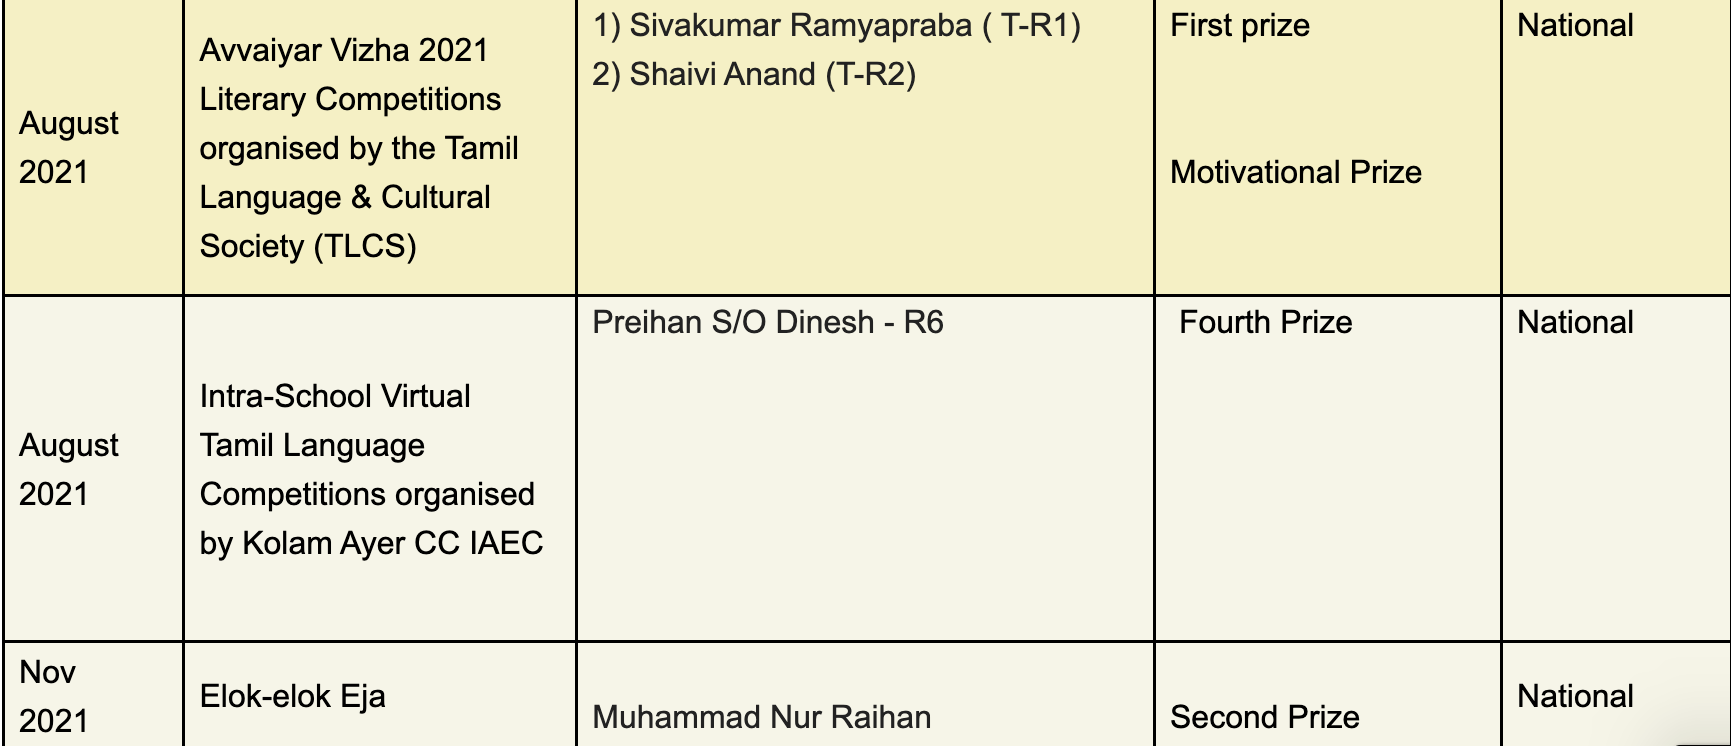 August
2021
Avvaiyar Vizha 2021
Literary Competitions
organised by the Tamil
Language & Cultural
Society (TLCS)
1) Sivakumar Ramyapraba ( T-R1)
2) Shaivi Anand (T-R2)
First prize
Motivational Prize
National
August
2021
Intra-School Virtual
Tamil Language
Competitions organised
by Kolam Ayer CC IAEC
Preihan S/O Dinesh - R6
Fourth Prize
National
Nov
2021
Elok-elok Eja
Muhammad Nur Raihan
Second Prize
National